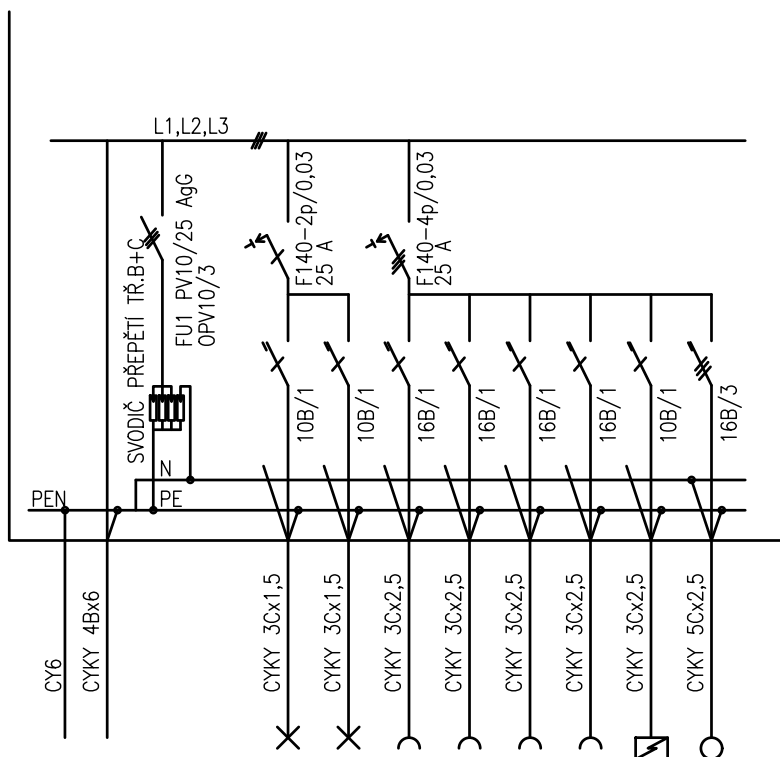 L1,L2,L3
SVODIČ PŘEPĚTÍ TŘ.B+C
FU1 PV10/25 AgG
OPV10/3
F140-2p/0,03
25 A
F140-4p/0,03
25 A
10B/1
10B/1
16B/1
16B/1
16B/1
16B/1
10B/1
16B/3
N
PEN
PE
CY6
CYKY 4Bx6
CYKY 3Cx1,5
CYKY 3Cx1,5
CYKY 3Cx2,5
CYKY 3Cx2,5
CYKY 3Cx2,5
CYKY 3Cx2,5
CYKY 3Cx2,5
CYKY 5Cx2,5